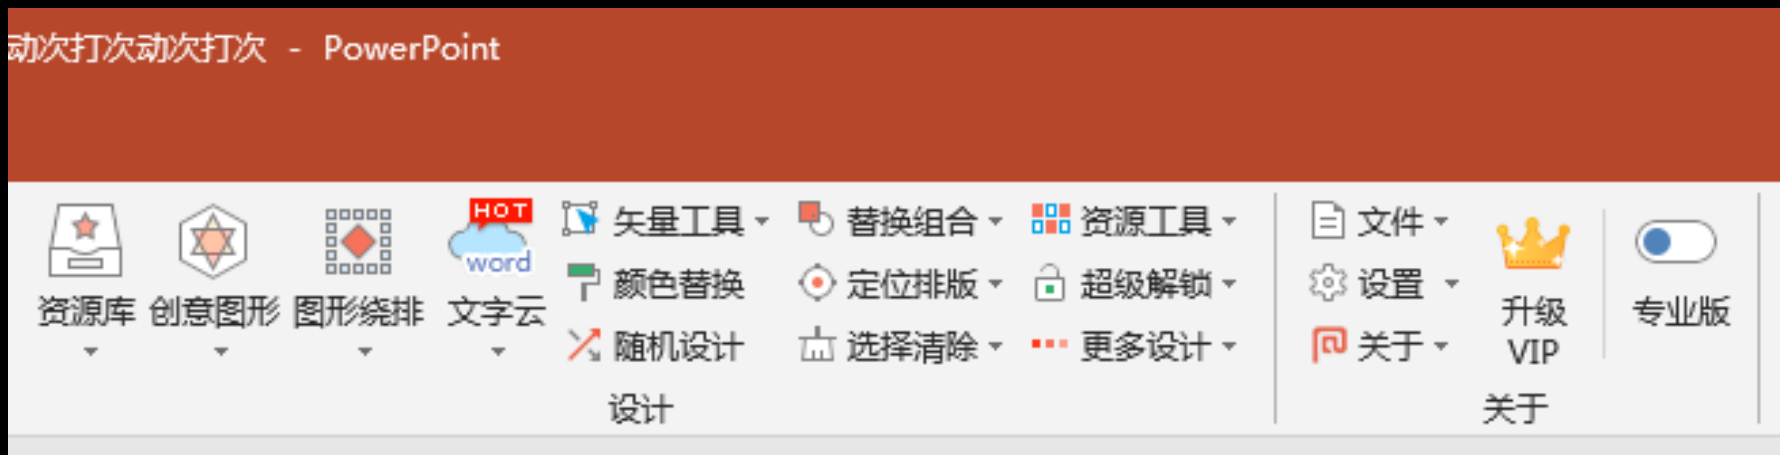 动次打次动次打次 - PowerPoint
HOT
word
资源库
创意图形
图形绕排
文字云
矢量工具
颜色替换
随机设计
替换组合
定位排版
选择清除
资源工具
超级解锁
更多设计
设计
文件
设置
关于
升级
VIP
专业版
关于